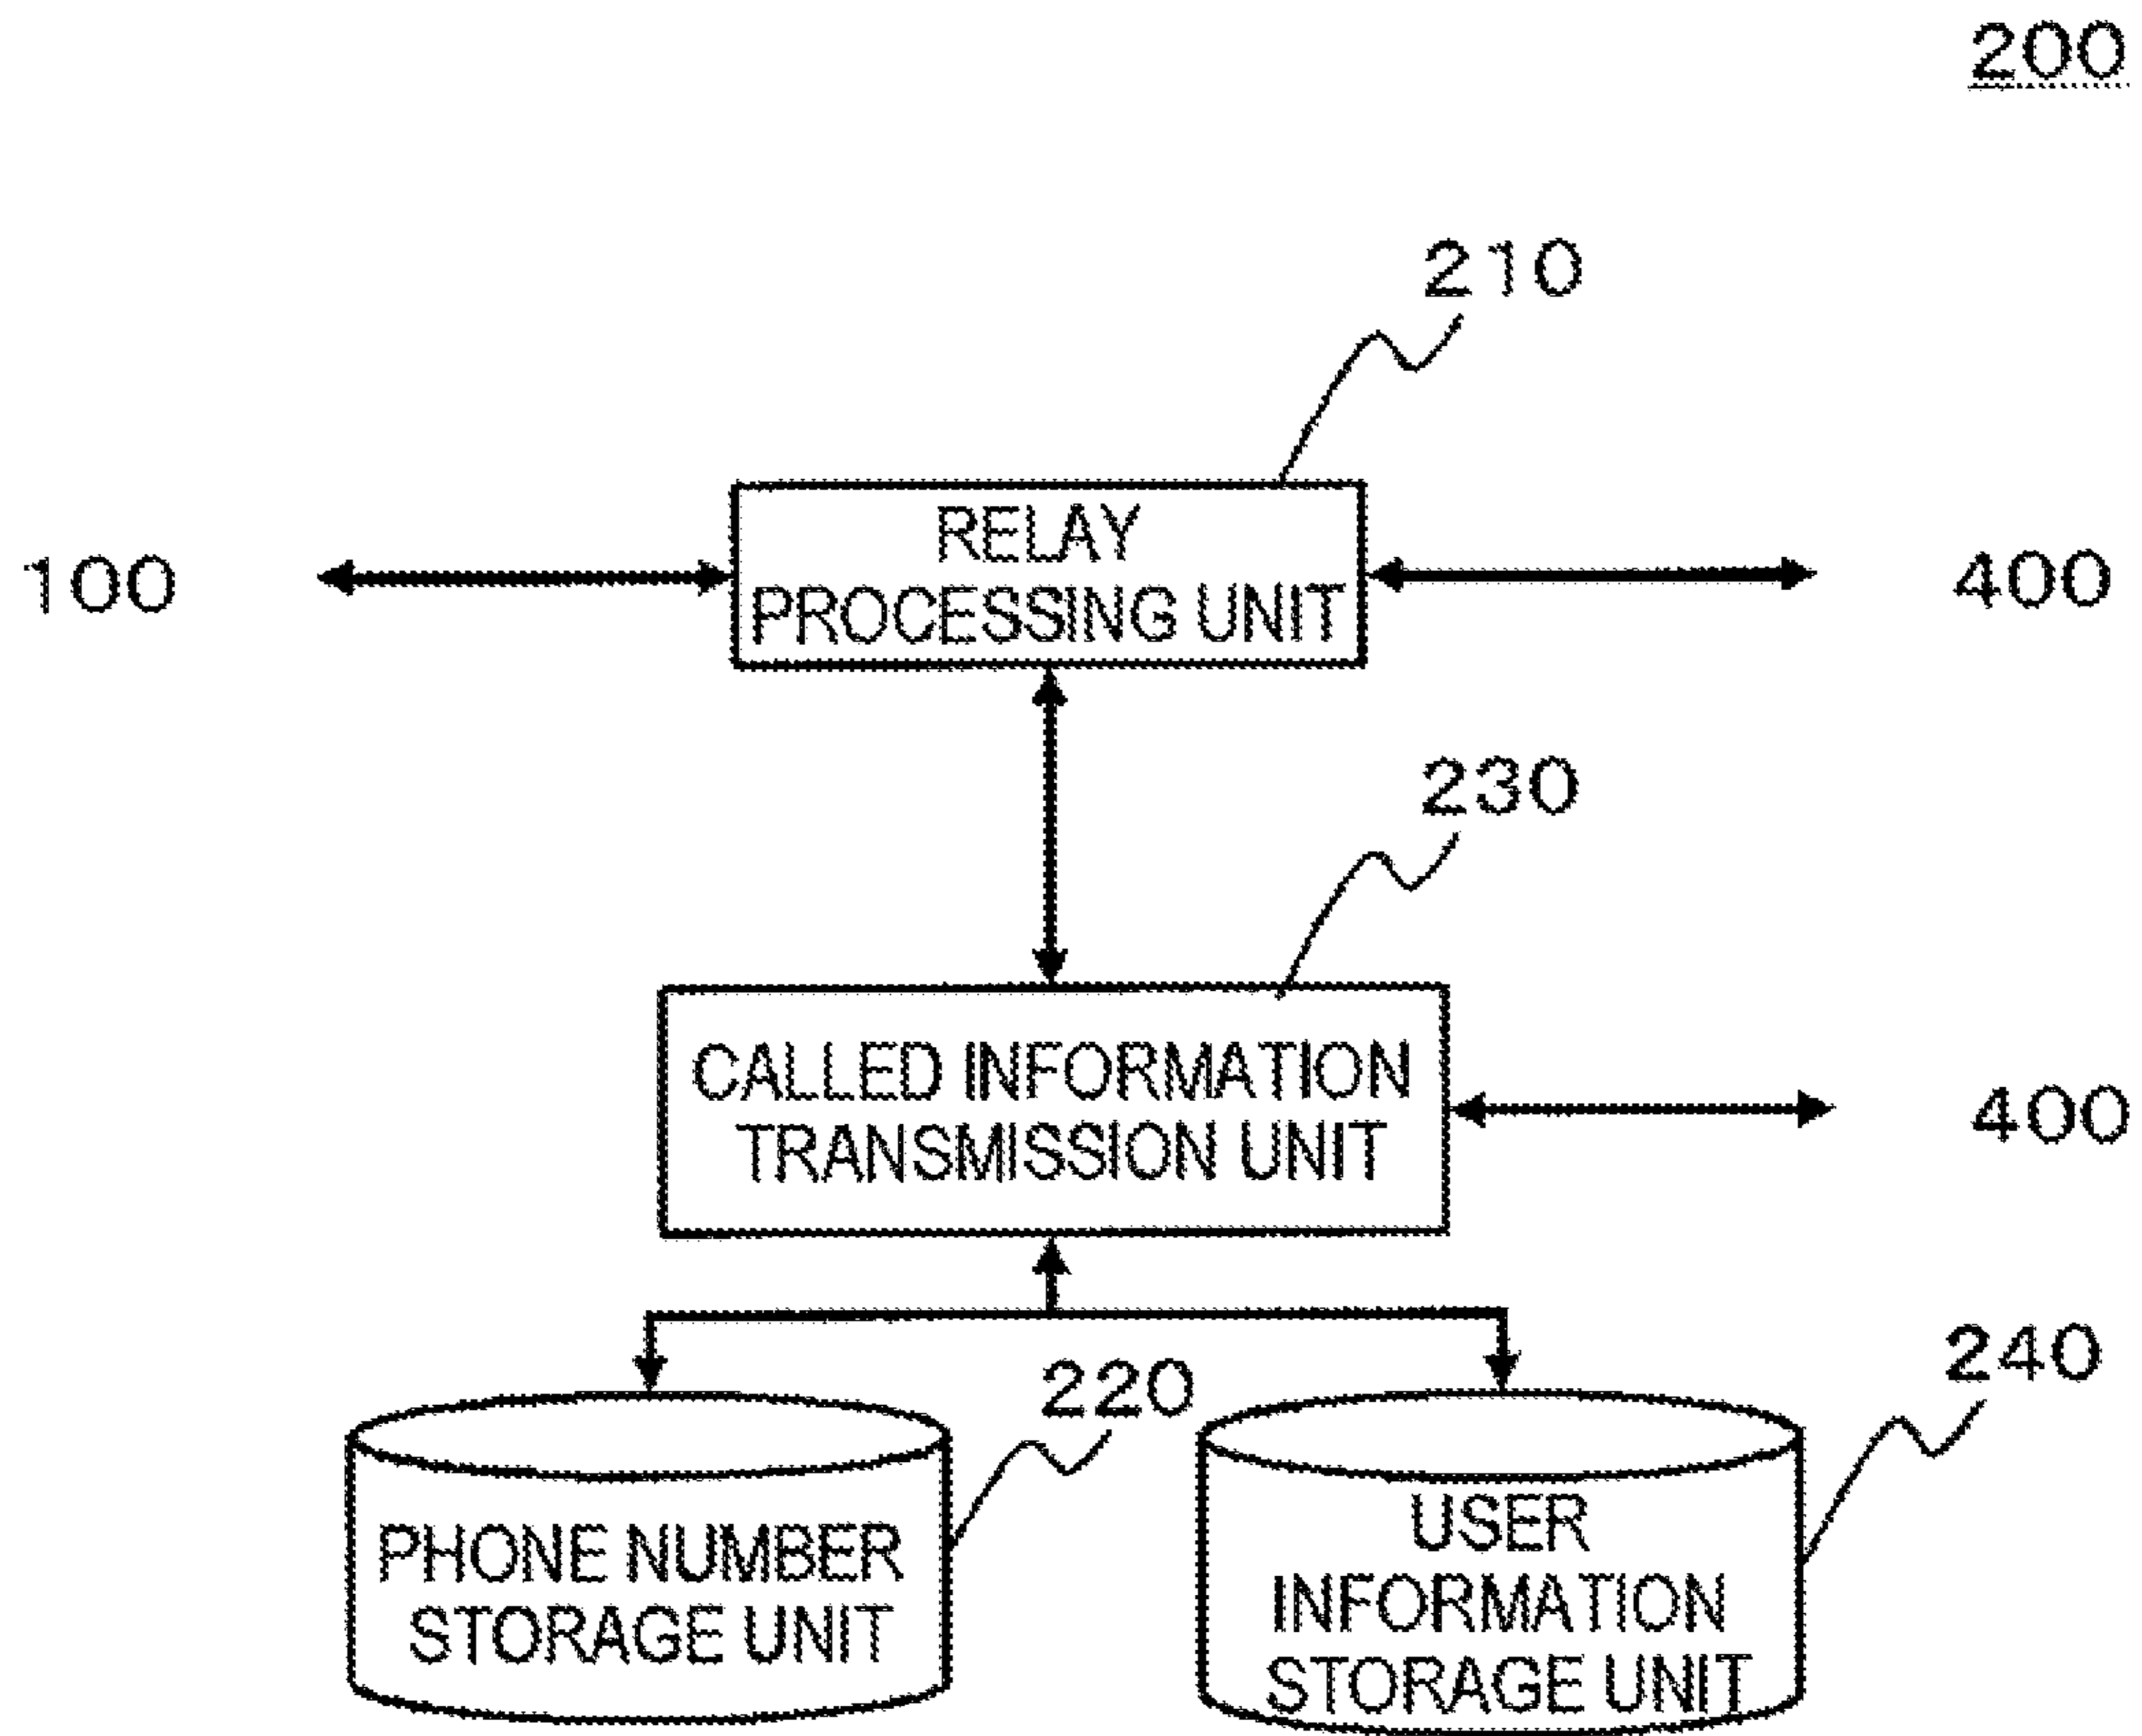 200
210
RELAY
PROCESSING UNIT
100
400
230
CALLED INFORMATION
TRANSMISSION UNIT
400
220
240
PHONE NUMBER
STORAGE UNIT
USER
INFORMATION
STORAGE UNIT